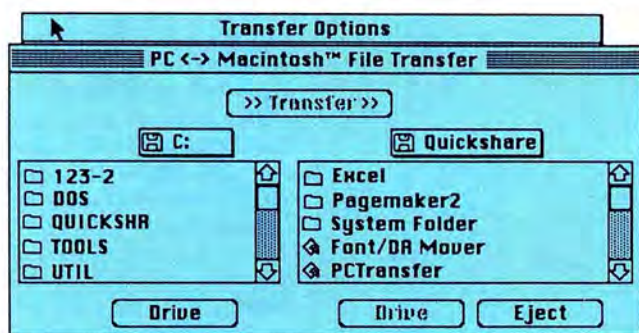 Transfer Options
PC <-> Macintosh™ File Transfer
>> Transfer >>
C:
Quickshare
123-2
DOS
QUICKSHR
TOOLS
UTIL
Excel
Pagemaker2
System Folder
Font/DA Mover
PCTransfer
Drive
Drive
Eject